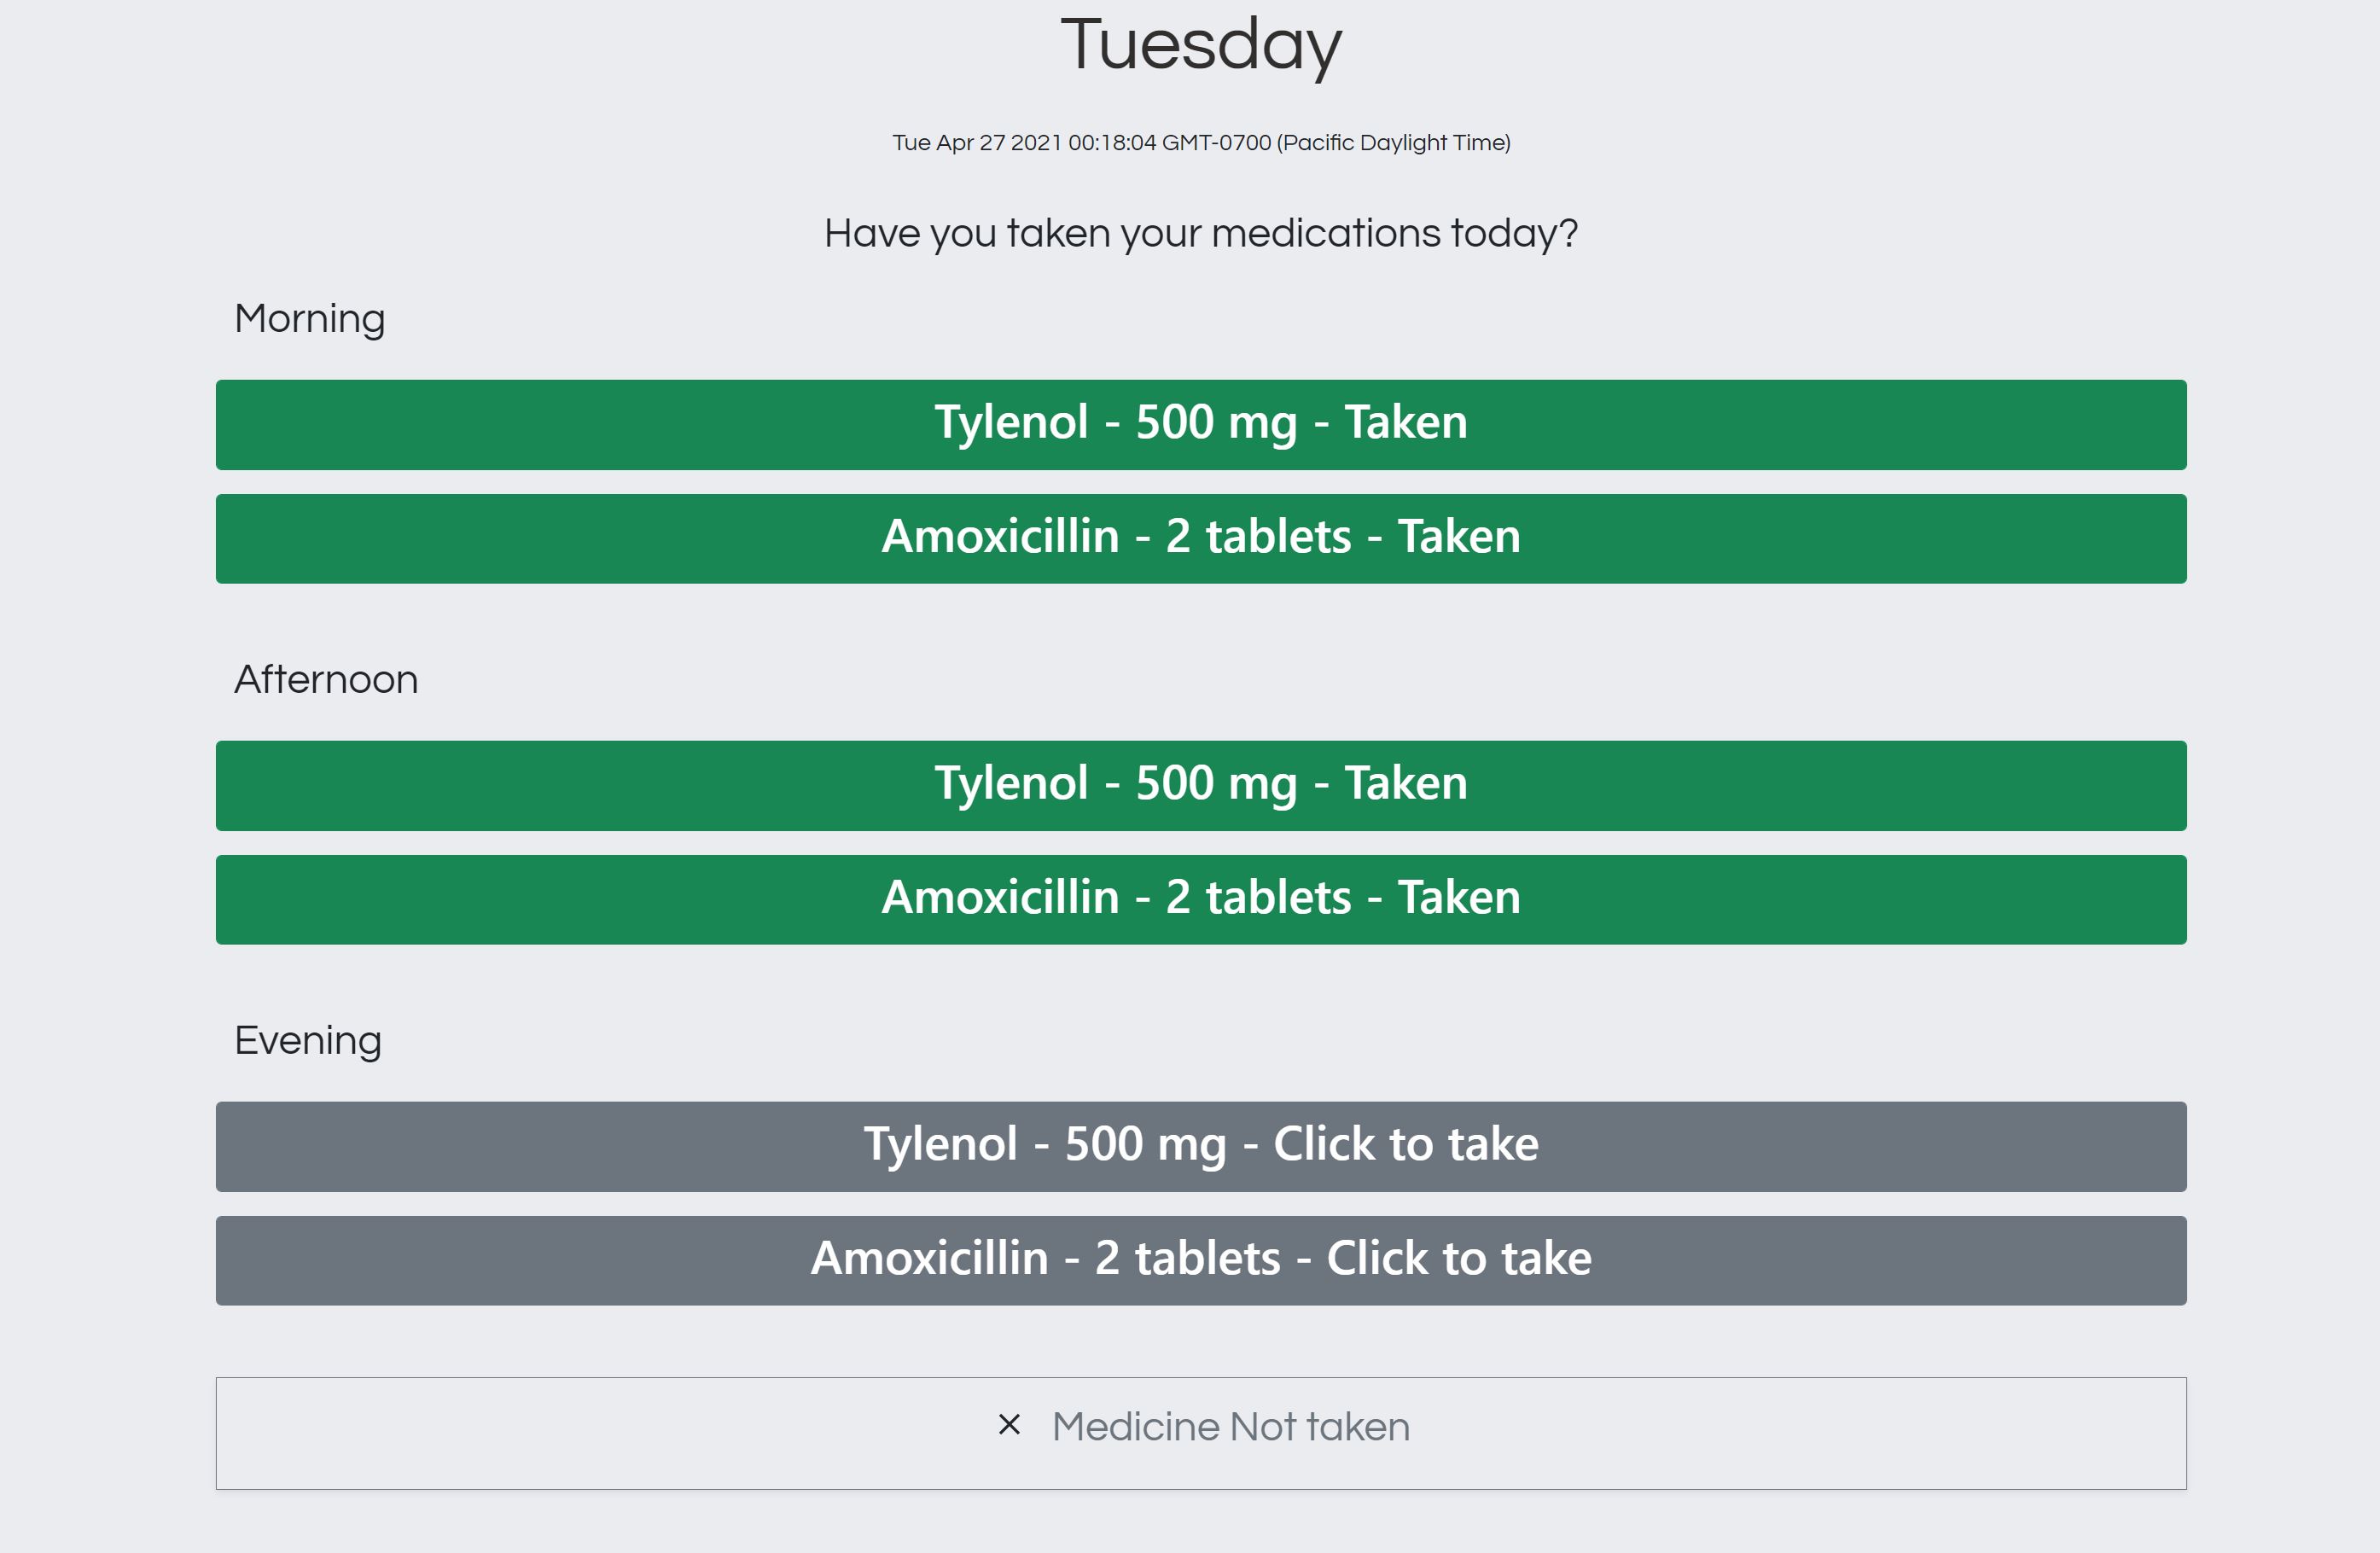 Tuesday
Tue Apr 27 2021 00:18:04 GMT-0700 (Pacific Daylight Time)
Have you taken your medications today?
Morning
Tylenol - 500 mg - Taken
Amoxicillin - 2 tablets - Taken
Afternoon
Tylenol - 500 mg - Taken
Amoxicillin - 2 tablets - Taken
Evening
Tylenol - 500 mg - Click to take
Amoxicillin - 2 tablets - Click to take
× Medicine Not taken